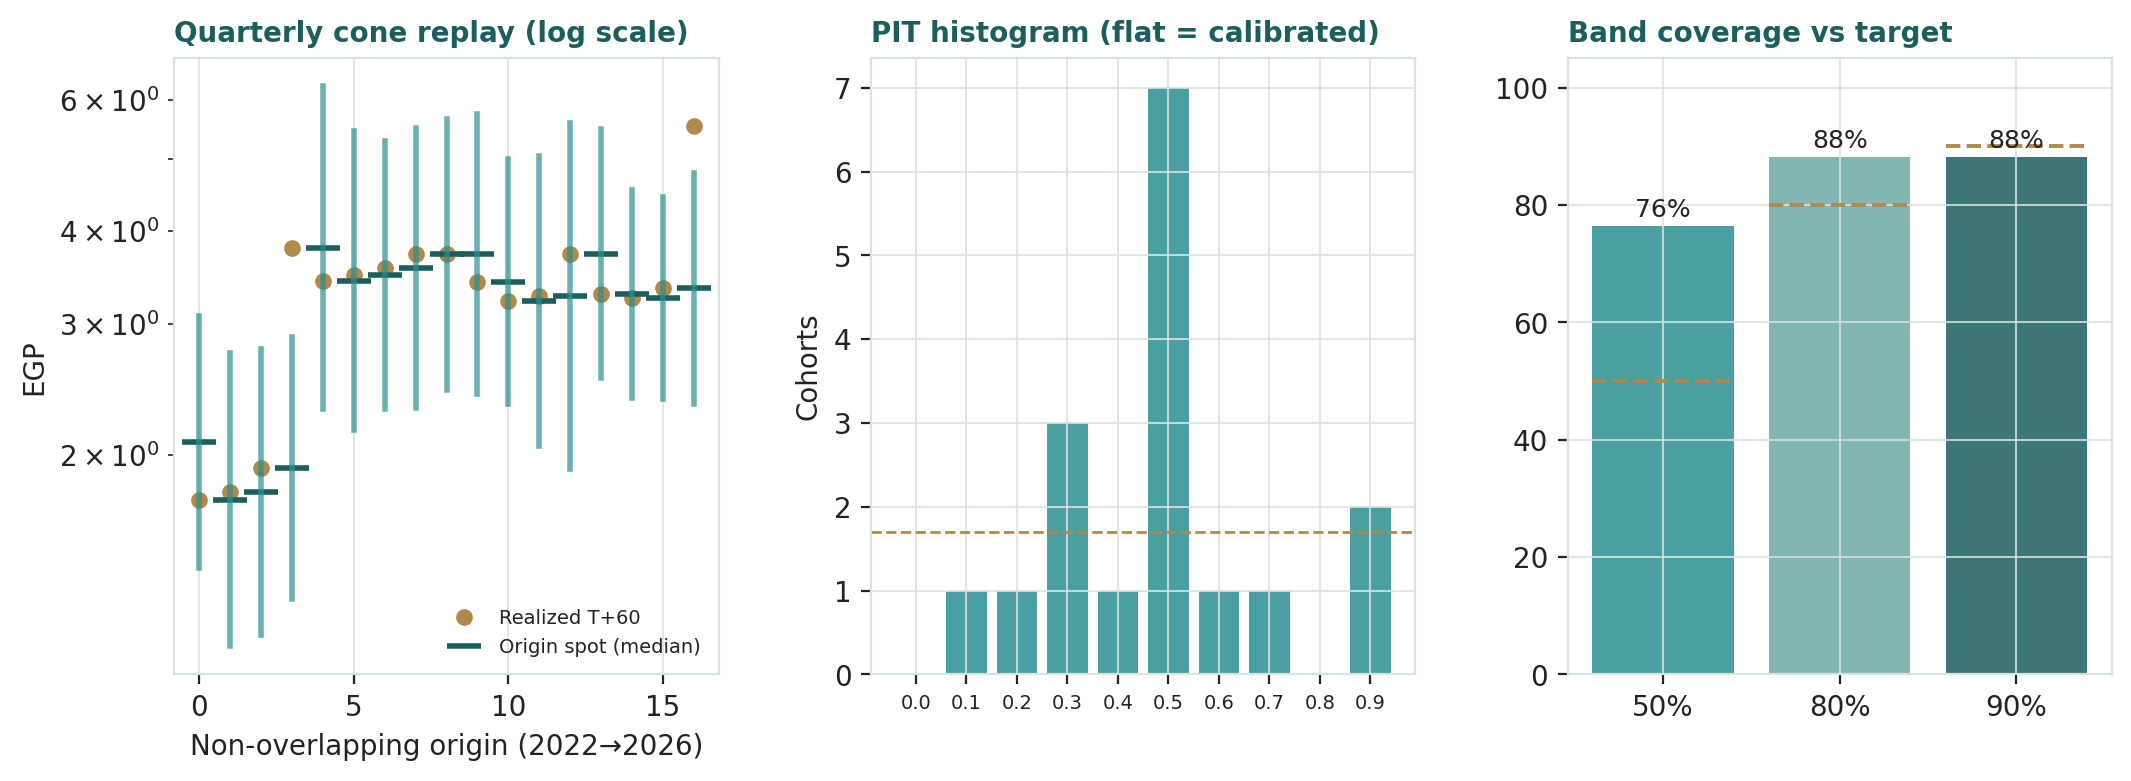 Quarterly cone replay (log scale)
6 × 10⁰
4 × 10⁰
3 × 10⁰
2 × 10⁰
EGP
0 5 10 15
Non-overlapping origin (2022→2026)
Realized T+60
Origin spot (median)
PIT histogram (flat = calibrated)
7
6
5
4
3
2
1
0
Cohorts
0.0 0.1 0.2 0.3 0.4 0.5 0.6 0.7 0.8 0.9
Band coverage vs target
100
80
60
40
20
0
76%
88%
88%
50% 80% 90%